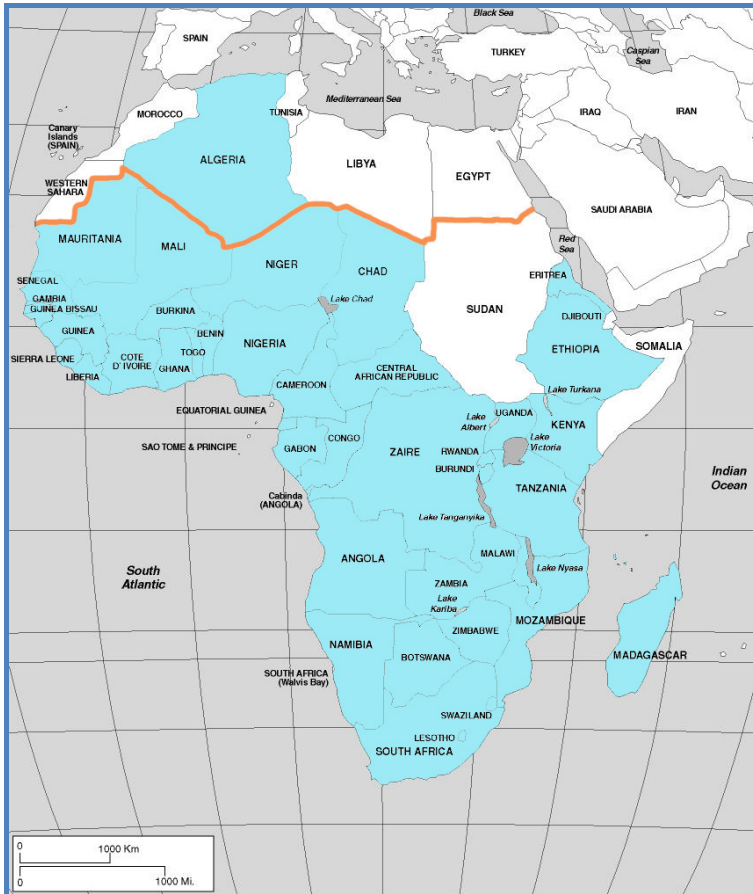 Black Sea
SPAIN
TURKEY
Caspian
Sea
Mediterranean Sea
MOROCCO
TUNISIA
IRAQ
IRAN
Canary
Islands
(SPAIN)
ALGERIA
LIBYA
EGYPT
WESTERN
SAHARA
SAUDI ARABIA
MAURITANIA
MALI
Red
Sea
NIGER
CHAD
ERITREA
SENEGAL
GAMBIA
GUINEA BISSAU
Lake Chad
SUDAN
BURKINA
DJIBOUTI
GUINEA
BENIN
NIGERIA
ETHIOPIA
SOMALIA
SIERRA LEONE
COTE
D'IVOIRE
TOGO
GHANA
LIBERIA
CENTRAL
AFRICAN REPUBLIC
CAMEROON
Lake Turkana
EQUATORIAL GUINEA
Lake
Albert
UGANDA
KENYA
SAO TOME & PRINCIPE
GABON
CONGO
ZAIRE
RWANDA
BURUNDI
Lake
Victoria
Indian
Ocean
TANZANIA
Cabinda
(ANGOLA)
Lake Tanganyika
ANGOLA
MALAWI
Lake Nyasa
South
Atlantic
ZAMBIA
Lake
Kariba
MOZAMBIQUE
ZIMBABWE
NAMIBIA
BOTSWANA
MADAGASCAR
SOUTH AFRICA
(Walvis Bay)
SWAZILAND
LESOTHO
SOUTH AFRICA
0 1000 Km
0 1000 Mi.